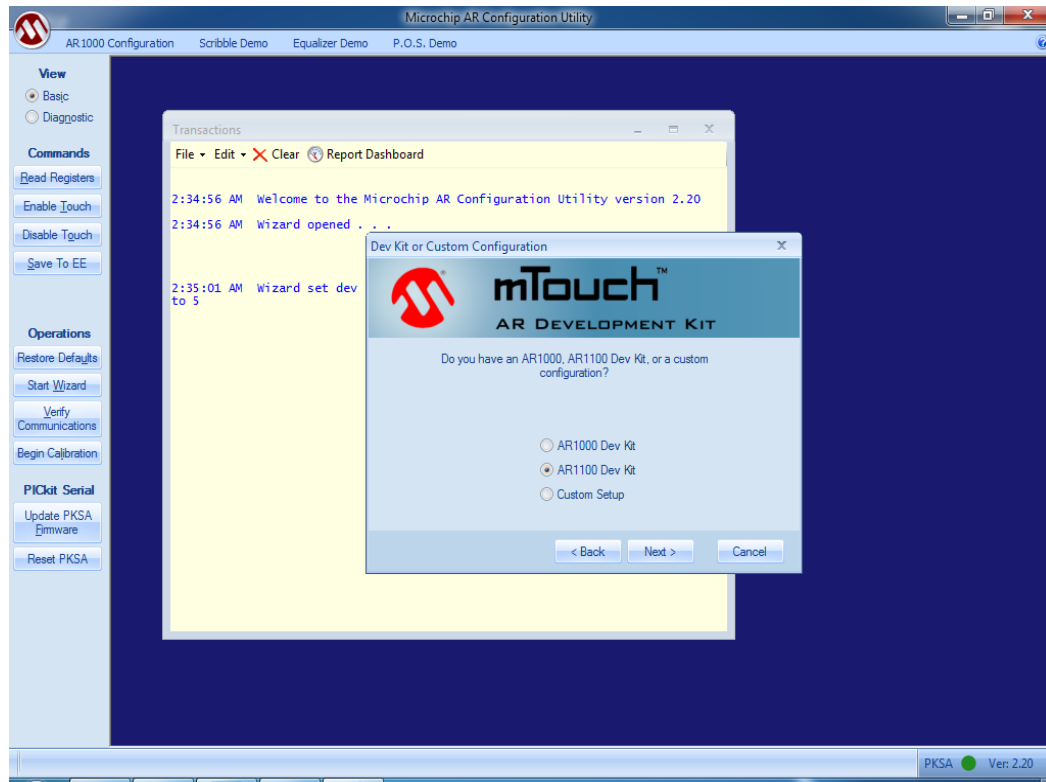 Microchip AR Configuration Utility
AR1000 Configuration Scribble Demo Equalizer Demo P.O.S. Demo
View
Basic
Diagnostic
Commands
Read Registers
Enable Touch
Disable Touch
Save To EE
Operations
Restore Defaults
Start Wizard
Verify
Communications
Begin Calibration
PICkit Serial
Update PKSA
Firmware
Reset PKSA
Transactions
File Edit Clear Report Dashboard
2:34:56 AM Welcome to the Microchip AR Configuration Utility version 2.20
2:34:56 AM Wizard opened . . .
2:35:01 AM Wizard set dev
to 5
Dev Kit or Custom Configuration
mTouch™
AR DEVELOPMENT KIT
Do you have an AR1000, AR1100 Dev Kit, or a custom
configuration?
AR1000 Dev Kit
AR1100 Dev Kit
Custom Setup
< Back Next > Cancel
PKSA Ver: 2.20